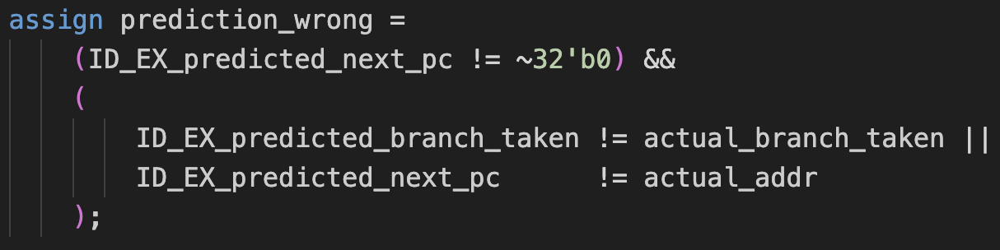 assign prediction_wrong =
(ID_EX_predicted_next_pc != ~32'b0) &&
(
ID_EX_predicted_branch_taken != actual_branch_taken ||
ID_EX_predicted_next_pc != actual_addr
);